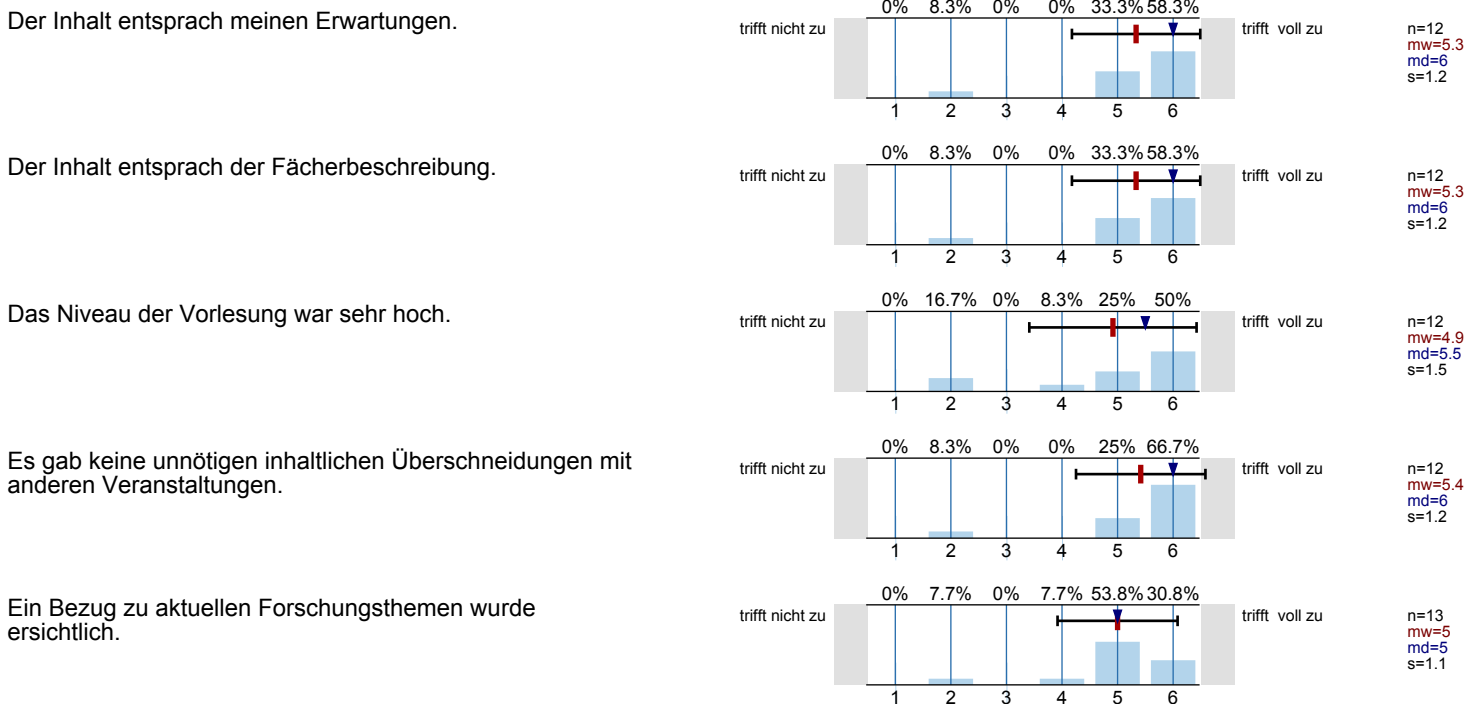 Der Inhalt entsprach meinen Erwartungen.
trifft nicht zu
0% 8.3% 0% 0% 33.3% 58.3%
1 2 3 4 5 6
trifft voll zu
n=12
mw=5.3
md=6
s=1.2
Der Inhalt entsprach der Fächerbeschreibung.
trifft nicht zu
0% 8.3% 0% 0% 33.3% 58.3%
1 2 3 4 5 6
trifft voll zu
n=12
mw=5.3
md=6
s=1.2
Das Niveau der Vorlesung war sehr hoch.
trifft nicht zu
0% 16.7% 0% 8.3% 25% 50%
1 2 3 4 5 6
trifft voll zu
n=12
mw=4.9
md=5.5
s=1.5
Es gab keine unnötigen inhaltlichen Überschneidungen mit
anderen Veranstaltungen.
trifft nicht zu
0% 8.3% 0% 0% 25% 66.7%
1 2 3 4 5 6
trifft voll zu
n=12
mw=5.4
md=6
s=1.2
Ein Bezug zu aktuellen Forschungsthemen wurde
ersichtlich.
trifft nicht zu
0% 7.7% 0% 7.7% 53.8% 30.8%
1 2 3 4 5 6
trifft voll zu
n=13
mw=5
md=5
s=1.1